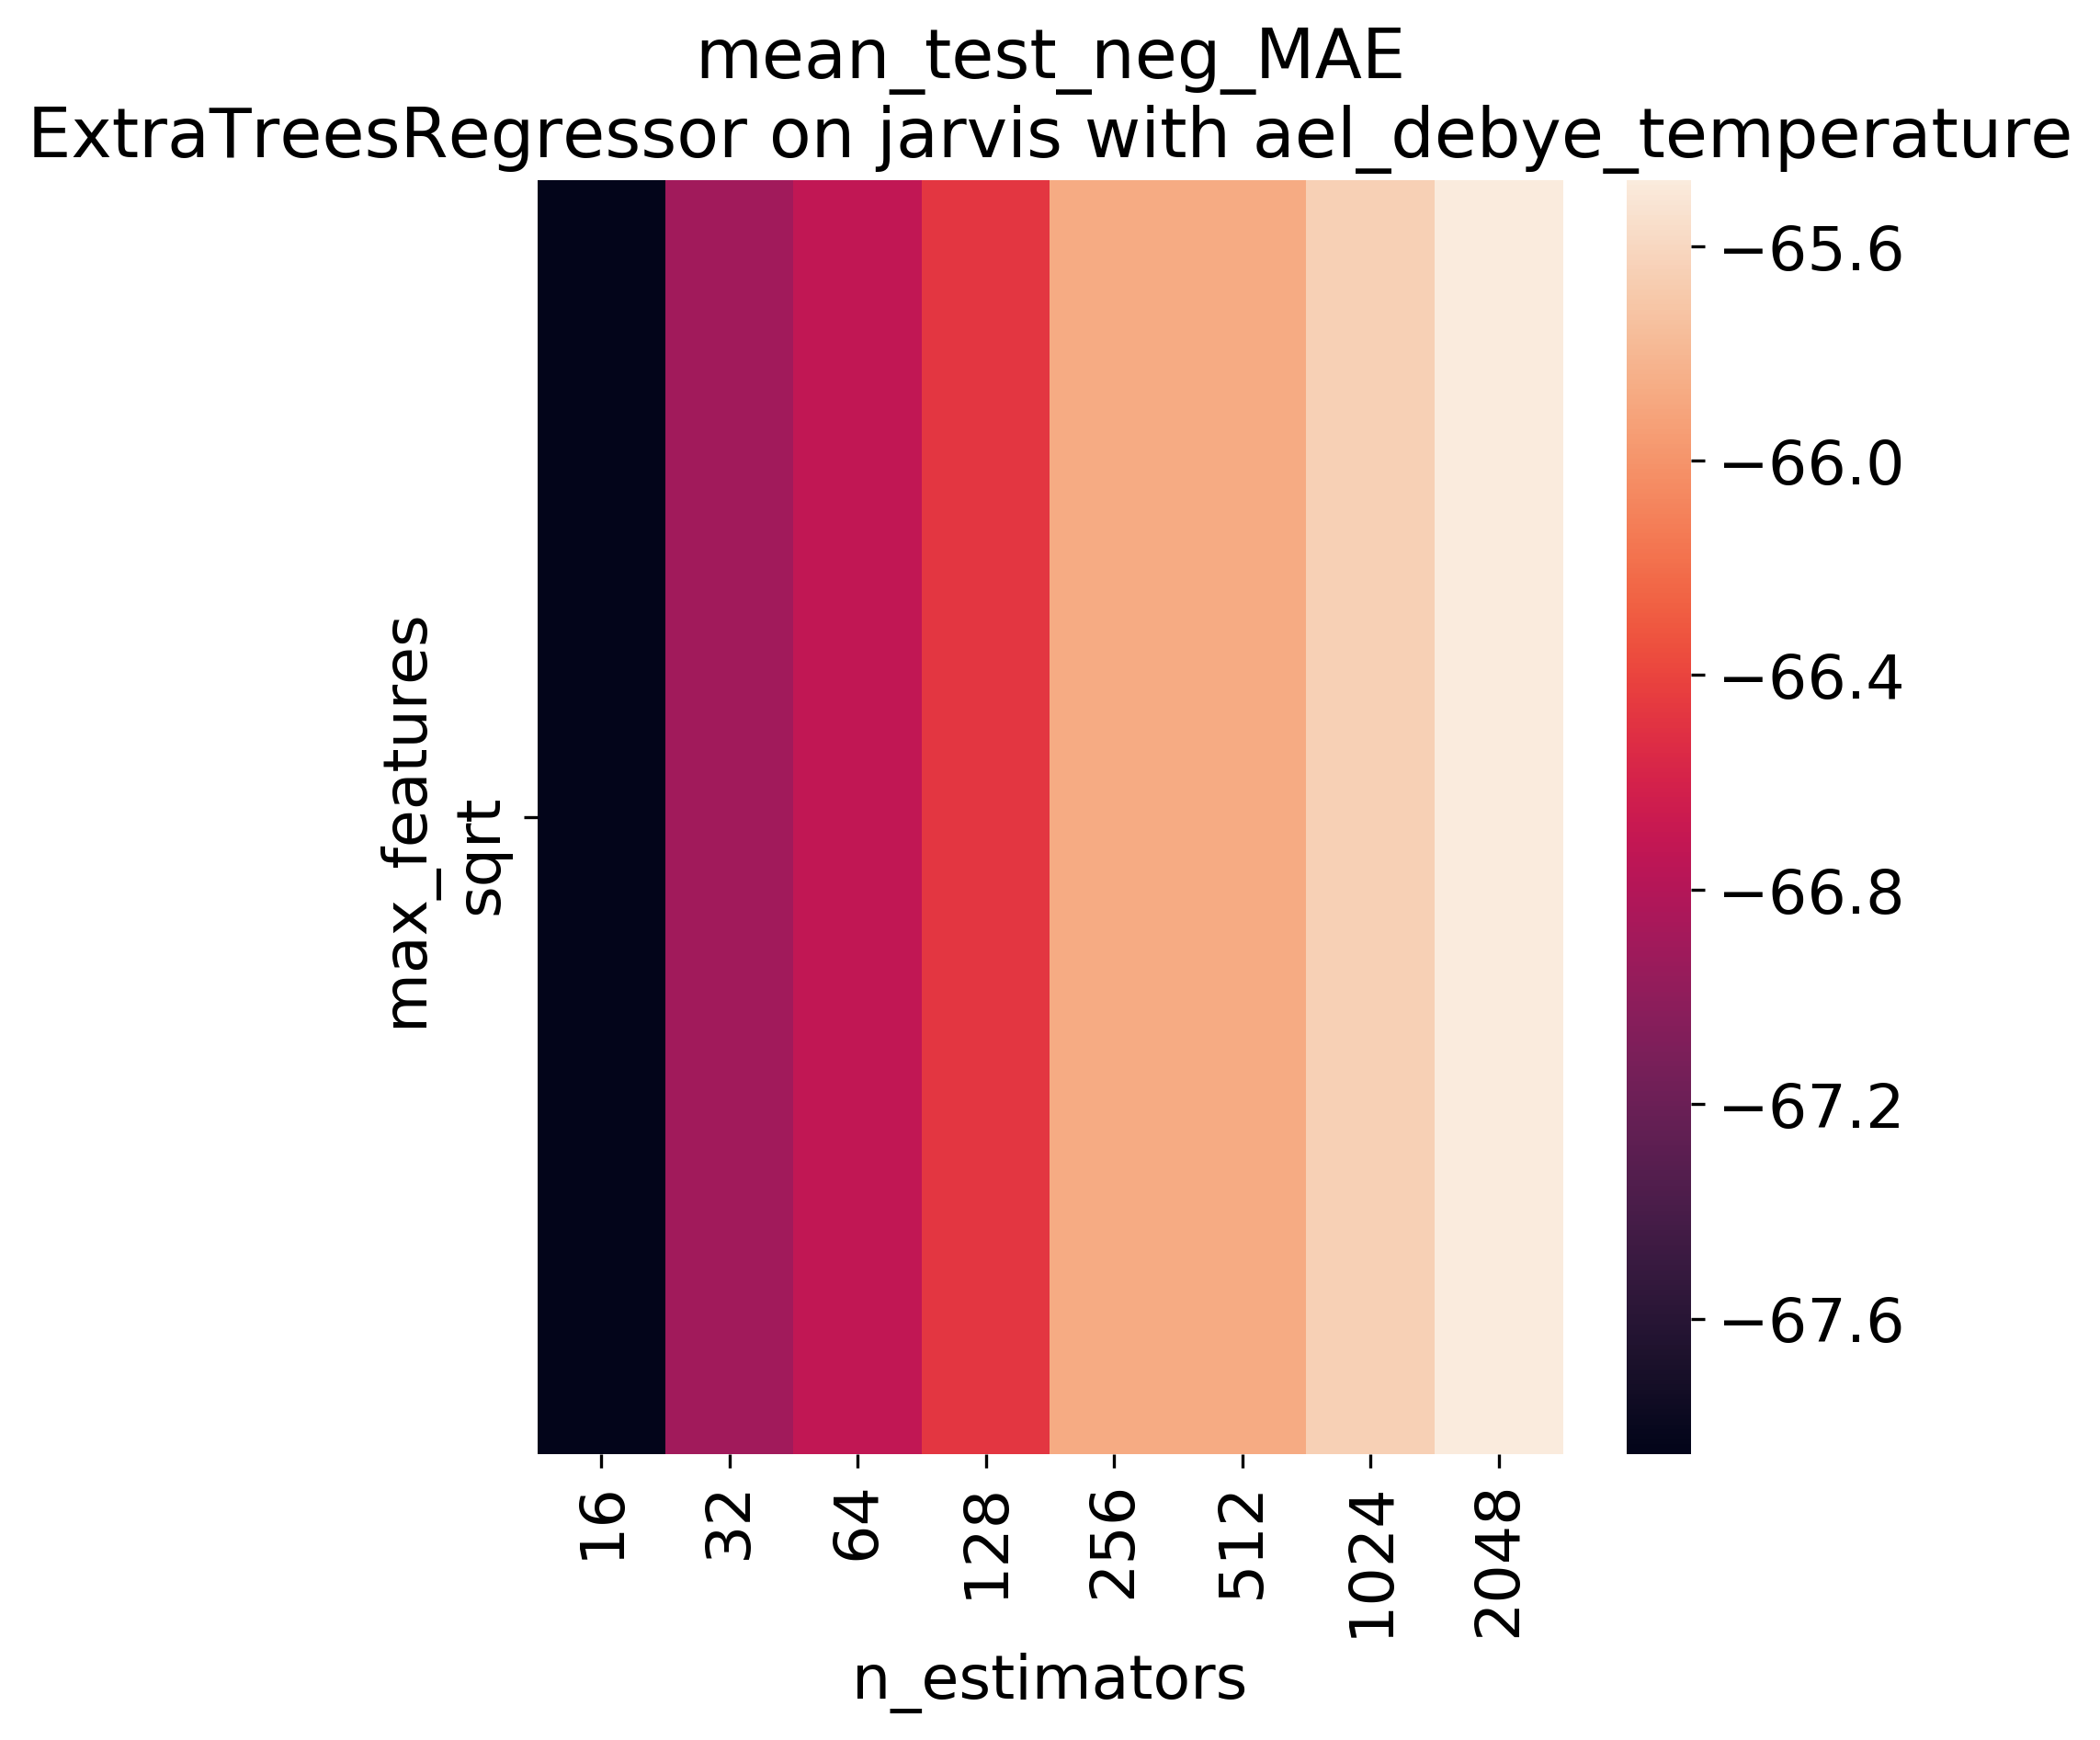 mean_test_neg_MAE
ExtraTreesRegressor on jarvis with ael_debye_temperature
max_features
sqrt
−65.6
−66.0
−66.4
−66.8
−67.2
−67.6
16
32
64
128
256
512
1024
2048
n_estimators